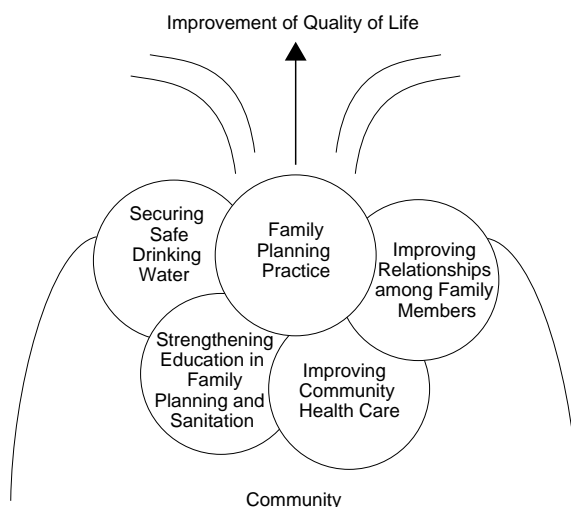 Improvement of Quality of Life
Securing
Safe
Drinking
Water
Family
Planning
Practice
Improving
Relationships
among Family
Members
Strengthening
Education in
Family
Planning and
Sanitation
Improving
Community
Health Care
Community